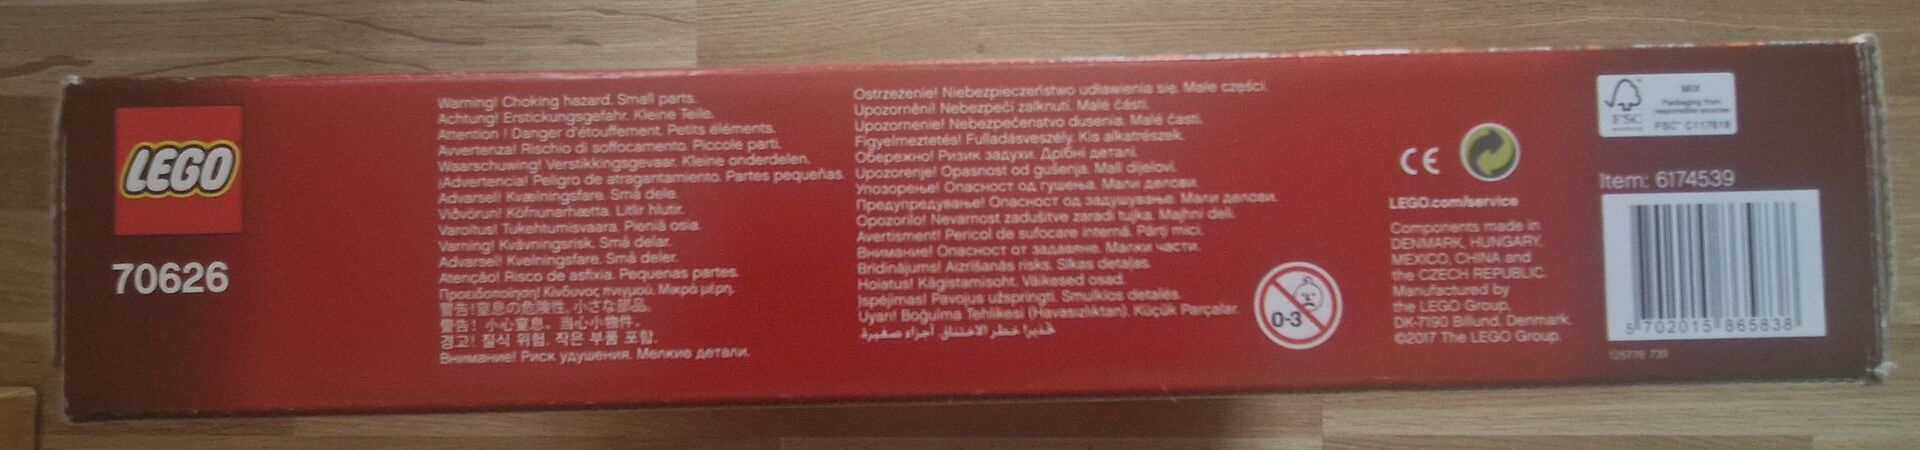 LEGO
70626
Warning! Choking hazard. Small parts.
Achtung! Erstickungsgefahr. Kleine Teile.
Attention ! Danger d'étouffement. Petits éléments.
Avvertenza! Rischio di soffocamento. Piccole parti.
Waarschuwing! Verstikkingsgevaar. Kleine onderdelen.
¡Advertencia! Peligro de atragantamiento. Partes pequeñas.
Advarsel! Kvælningsfare. Små dele.
Viðvörun! Köfnunarhætta. Litlir hlutir.
Varoitus! Tukehtumisvaara. Pieniä osia.
Varning! Kvävningsrisk. Små delar.
Advarsel! Kvelningsfare. Små deler.
Atenção! Risco de asfixia. Pequenas partes.
Προειδοποίηση! Κίνδυνος πνιγμού. Μικρά μέρη.
警告!窒息の危険性。小さな部品。
警告! 小心窒息。当心小物件。
경고! 질식 위험. 작은 부품 포함.
Внимание! Риск удушения. Мелкие детали.
Ostrzeżenie! Niebezpieczeństwo udławienia się. Małe części.
Upozornění! Nebezpečí zalknutí. Malé části.
Upozornenie! Nebezpečenstvo dusenia. Malé časti.
Figyelmeztetés! Fulladásveszély. Kis alkatrészek.
Обережно! Ризик задухи. Дрібні деталі.
Upozorenje! Opasnost od gušenja. Mali dijelovi.
Упозорење! Опасност од гушења. Мали делови.
Предупредување! Опасност од задушување. Мали делови.
Opozorilo! Nevarnost zadušitve zaradi tujka. Majhni deli.
Avertisment! Pericol de sufocare internă. Părți mici.
Внимание! Опасност от задавяне. Малки части.
Brīdinājums! Aizrīšanās risks. Sīkas detaļas.
Hoiatus! Kägistamisoht. Väikesed osad.
Įspėjimas! Pavojus užspringti. Smulkios detalės.
Uyarı! Boğulma Tehlikesi (Havasızlıktan). Küçük Parçalar.
تحذير! خطر الاختناق. أجزاء صغيرة.
0-3
CE
LEGO.com/service
Components made in
DENMARK, HUNGARY,
MEXICO, CHINA and
the CZECH REPUBLIC.
Manufactured by
the LEGO Group,
DK-7190 Billund, Denmark.
©2017 The LEGO Group.
FSC
MIX
Packaging from
responsible sources
FSC® C117818
Item: 6174539
5 702015 865838
125778 739